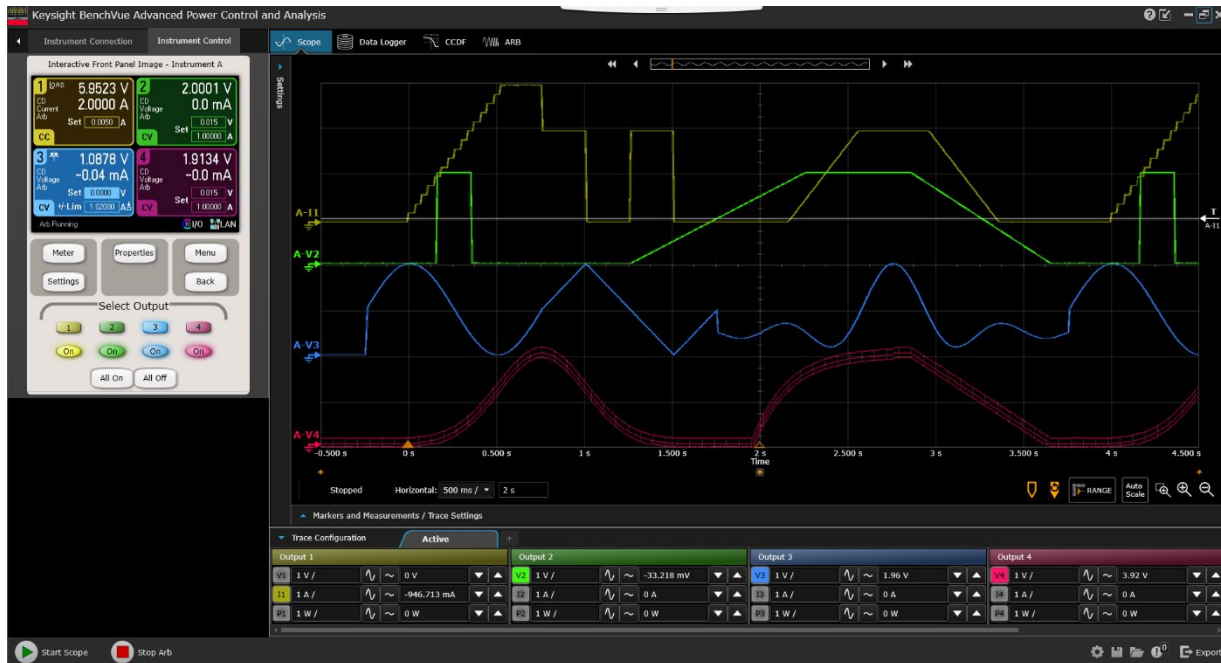 Keysight BenchVue Advanced Power Control and Analysis
Instrument Connection Instrument Control
Scope Data Logger CCDF ARB
Interactive Front Panel Image - Instrument A
1 LOAD 5.9523 V
CD Current Arb 2.0000 A
Set 0.0050 A
CC
2 2.0001 V
CD Voltage Arb 0.0 mA
Set 0.015 V
1.00000 A
CV
3 1.0878 V
CD Voltage Arb -0.04 mA
Set 0.0000 V
CV +/-Lim 1.02000 A
4 1.9134 V
CD Voltage Arb -0.0 mA
Set 0.015 V
1.00000 A
CV
Arb Running I/O LAN
Meter Properties Menu
Settings Back
Select Output
1 2 3 4
On On On On
All On All Off
Settings
A-I1
T
A-I1
A-V2
A-V3
A-V4
-0.500 s 0 s 0.500 s 1 s 1.500 s 2 s 2.500 s 3 s 3.500 s 4 s 4.500 s
Time
Stopped Horizontal: 500 ms / 2 s
RANGE Auto Scale
Markers and Measurements / Trace Settings
Trace Configuration Active +
Output 1 Output 2 Output 3 Output 4
V1 1 V/ 0 V V2 1 V/ -33.218 mV V3 1 V/ 1.96 V V4 1 V/ 3.92 V
I1 1 A/ -946.713 mA I2 1 A/ 0 A I3 1 A/ 0 A I4 1 A/ 0 A
P1 1 W/ 0 W P2 1 W/ 0 W P3 1 W/ 0 W P4 1 W/ 0 W
Start Scope Stop Arb 0 Export